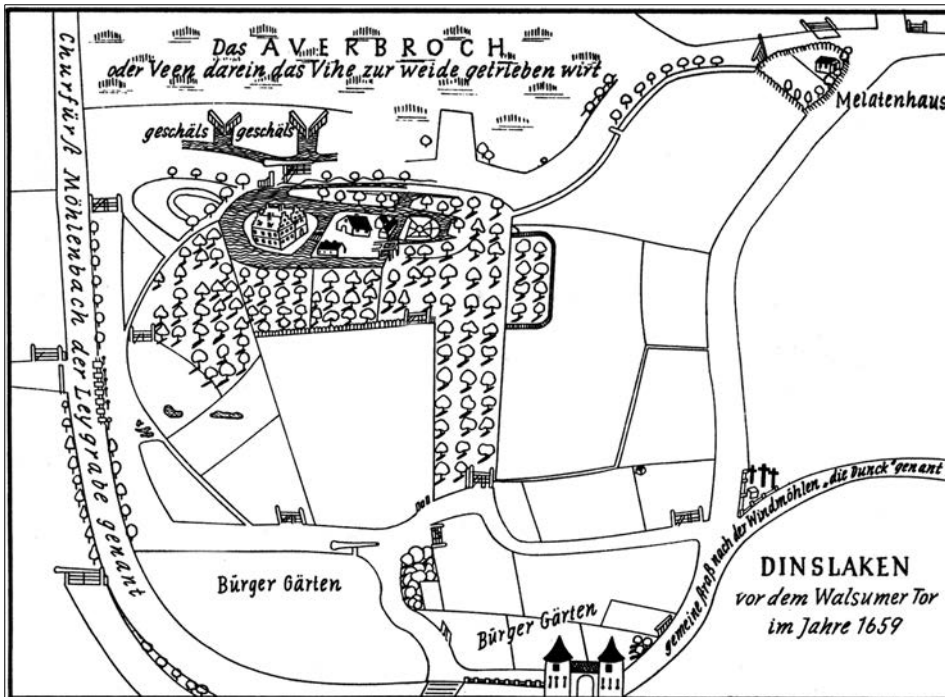 Das AVERBROCH
oder Veen darein das Vihe zur weide getrieben wirt
Melatenhaus
geschäls geschäls
Churfürst Möhlenbach der Leygrabe genant
gemeine straß nach der Windmöhlen „die Dunck" genant
DINSLAKEN
vor dem Walsumer Tor
im Jahre 1659
Bürger Gärten
Bürger Gärten